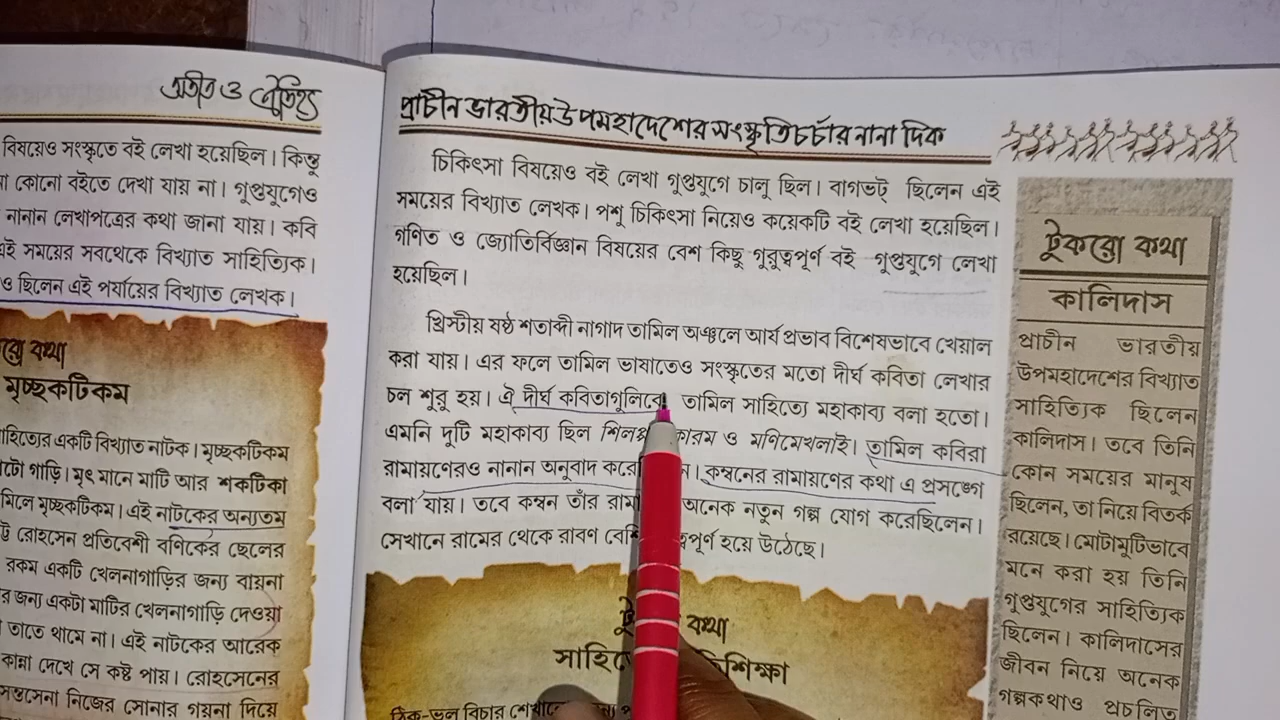 অতীত ও ঐতিহ্য
বিষয়েও সংস্কৃতে বই লেখা হয়েছিল। কিন্তু
কোনো বইতে দেখা যায় না। গুপ্তযুগেও
নানান লেখাপত্রের কথা জানা যায়। কবি
এই সময়ের সবথেকে বিখ্যাত সাহিত্যিক।
ও ছিলেন এই পর্যায়ের বিখ্যাত লেখক।
কথা
মৃচ্ছকটিকম
একটি বিখ্যাত নাটক। মৃচ্ছকটিকম
গাড়ি। মৃৎ মানে মাটি আর শকটিকা
মিলে মৃচ্ছকটিকম। এই নাটকের অন্যতম
রোহসেন প্রতিবেশী বণিকের ছেলের
রকম একটি খেলনাগাড়ির জন্য বায়না
জন্য একটা মাটির খেলনাগাড়ি দেওয়া
তাতে থামে না। এই নাটকের আরেক
কান্না দেখে সে কষ্ট পায়। রোহসেনের
নিজের সোনার গয়না দিয়ে
প্রাচীন ভারতীয় উপমহাদেশের সংস্কৃতিচর্চার নানা দিক
চিকিৎসা বিষয়েও বই লেখা গুপ্তযুগে চালু ছিল। বাগভট্ ছিলেন এই
সময়ের বিখ্যাত লেখক। পশু চিকিৎসা নিয়েও কয়েকটি বই লেখা হয়েছিল।
গণিত ও জ্যোতির্বিজ্ঞান বিষয়ের বেশ কিছু গুরুত্বপূর্ণ বই গুপ্তযুগে লেখা
হয়েছিল।
খ্রিস্টীয় ষষ্ঠ শতাব্দী নাগাদ তামিল অঞ্চলে আর্য প্রভাব বিশেষভাবে খেয়াল
করা যায়। এর ফলে তামিল ভাষাতেও সংস্কৃতের মতো দীর্ঘ কবিতা লেখার
চল শুরু হয়। ঐ দীর্ঘ কবিতাগুলিকে তামিল সাহিত্যে মহাকাব্য বলা হতো।
এমনি দুটি মহাকাব্য ছিল ও মণিমেখলাই। তামিল কবিরা
রামায়ণেরও নানান অনুবাদ কম্বনের রামায়ণের কথা এ প্রসঙ্গে
বলা যায়। তবে কম্বন তাঁর অনেক নতুন গল্প যোগ করেছিলেন।
সেখানে রামের থেকে রাবণ হয়ে উঠেছে।
কথা
ঠিক-ভুল বিচার
টুকরো কথা
কালিদাস
প্রাচীন ভারতীয়
উপমহাদেশের বিখ্যাত
সাহিত্যিক ছিলেন
কালিদাস। তবে তিনি
কোন সময়ের মানুষ
ছিলেন, তা নিয়ে বিতর্ক
রয়েছে। মোটামুটিভাবে
মনে করা হয় তিনি
গুপ্তযুগের সাহিত্যিক
ছিলেন। কালিদাসের
জীবন নিয়ে অনেক
গল্পকথাও প্রচলিত